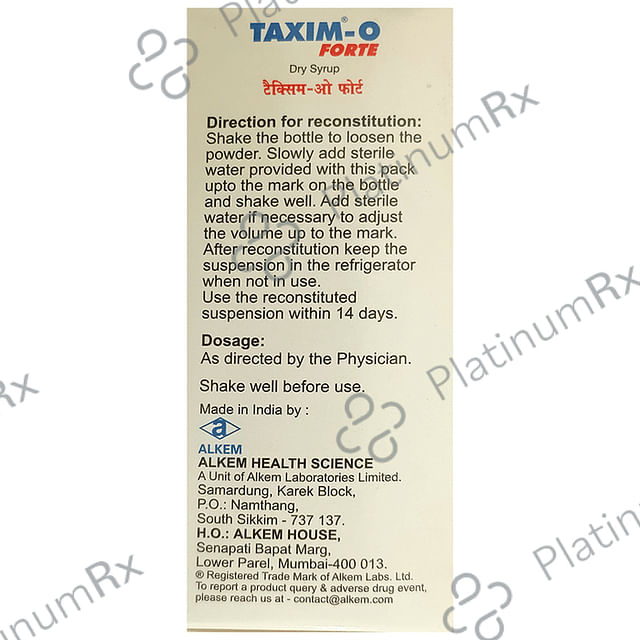 TAXIM®-O
FORTE
Dry Syrup
टैक्सिम-ओ फोर्ट
Direction for reconstitution:
Shake the bottle to loosen the
powder. Slowly add sterile
water provided with this pack
upto the mark on the bottle
and shake well. Add sterile
water if necessary to adjust
the volume up to the mark.
After reconstitution keep the
suspension in the refrigerator
when not in use.
Use the reconstituted
suspension within 14 days.
Dosage:
As directed by the Physician.
Shake well before use.
Made in India by :
a
ALKEM
ALKEM HEALTH SCIENCE
A Unit of Alkem Laboratories Limited.
Samardung, Karek Block,
P.O.: Namthang,
South Sikkim - 737 137.
H.O.: ALKEM HOUSE,
Senapati Bapat Marg,
Lower Parel, Mumbai-400 013.
® Registered Trade Mark of Alkem Labs. Ltd.
To report a product query & adverse drug event,
please reach us at - contact@alkem.com
PlatinumRx
PlatinumRx
PlatinumRx
Platinum
Rx